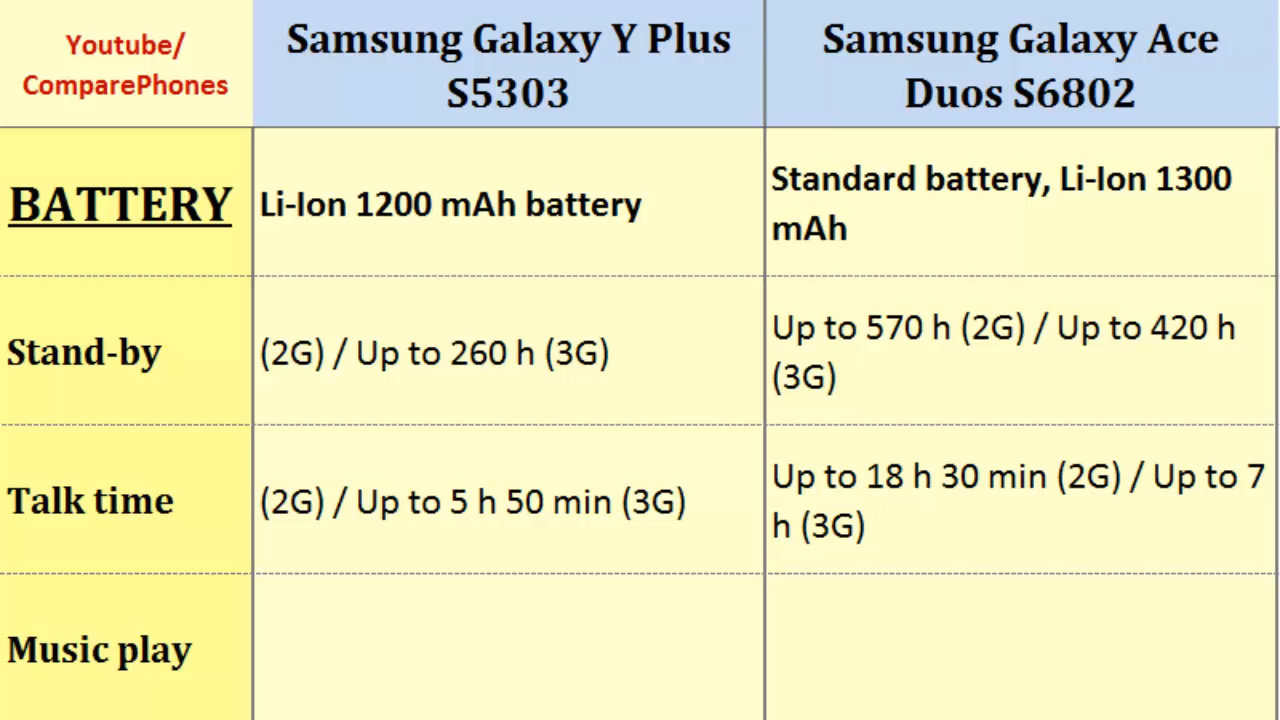 Youtube/
ComparePhones
Samsung Galaxy Y Plus
S5303
Samsung Galaxy Ace
Duos S6802
BATTERY
Li-Ion 1200 mAh battery
Standard battery, Li-Ion 1300
mAh
Stand-by
(2G) / Up to 260 h (3G)
Up to 570 h (2G) / Up to 420 h
(3G)
Talk time
(2G) / Up to 5 h 50 min (3G)
Up to 18 h 30 min (2G) / Up to 7
h (3G)
Music play